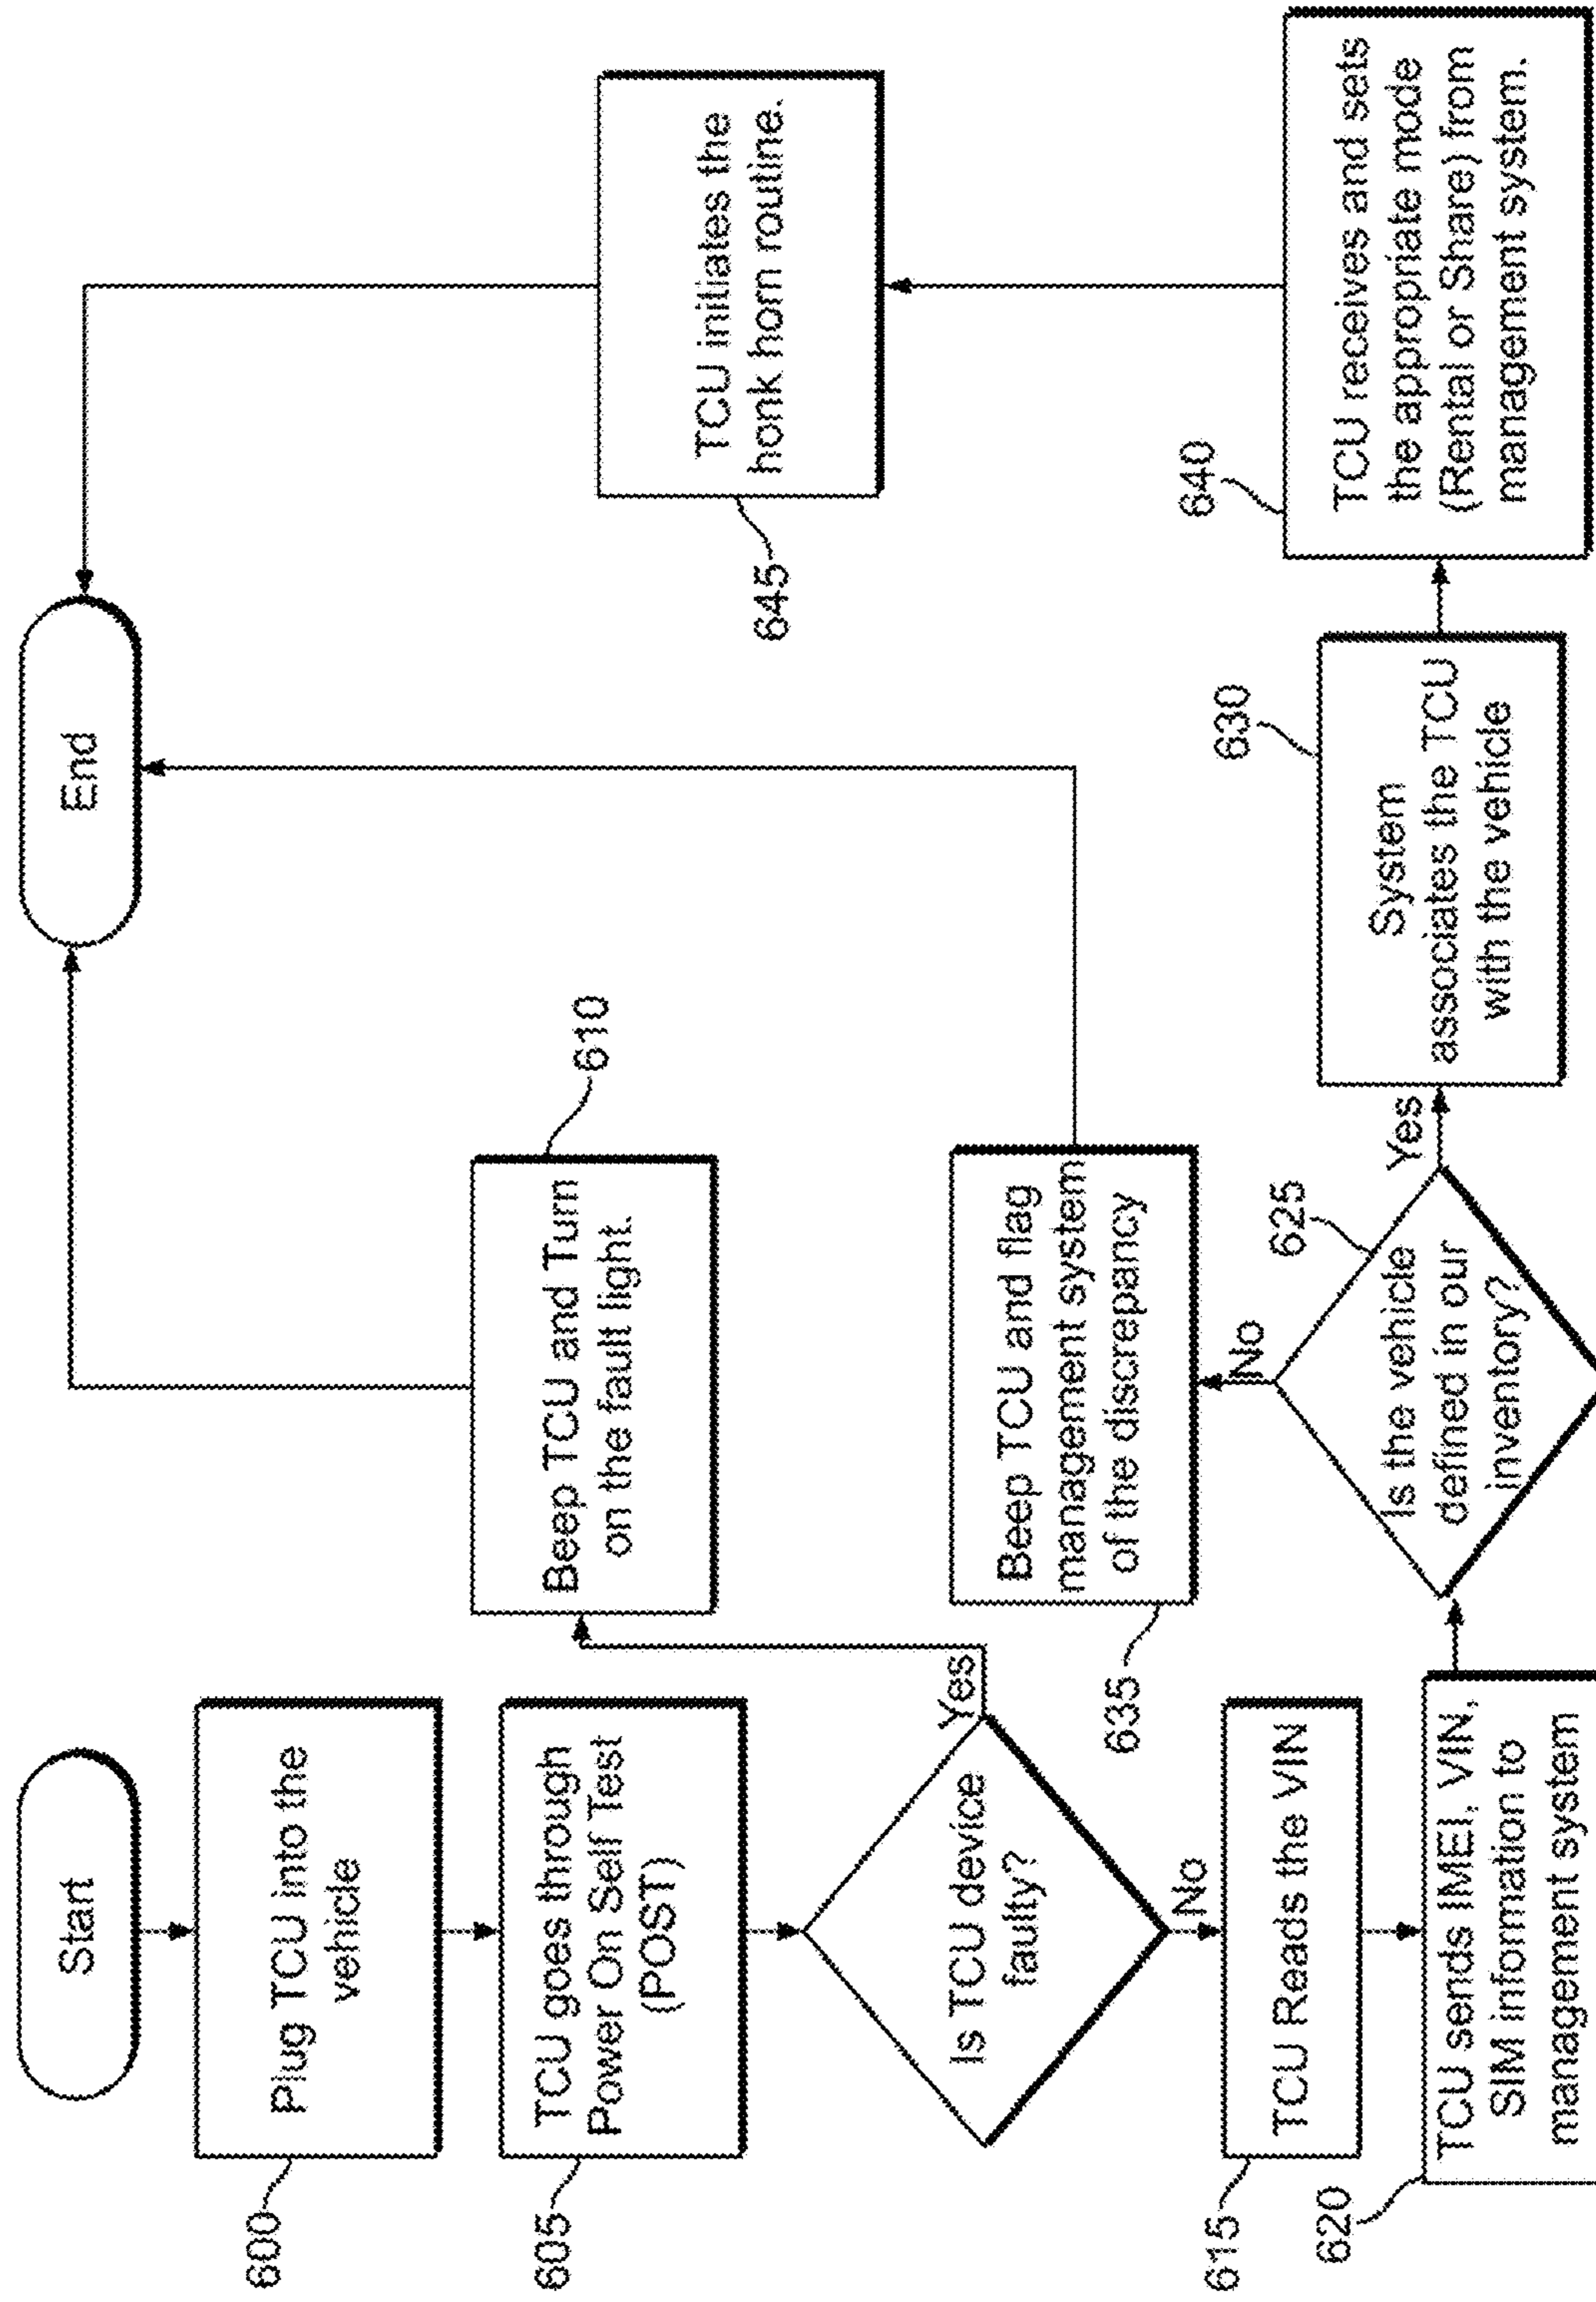 Start
600
Plug TCU into the
vehicle
605
TCU goes through
Power On Self Test
(POST)
Is TCU device
faulty?
Yes
No
Beep TCU and Turn
on the fault light.
610
615
TCU Reads the VIN
620
TCU sends IMEI, VIN,
SIM information to
management system
Is the vehicle
defined in our
inventory?
625
No
Yes
635
Beep TCU and flag
management system
of the discrepancy
630
System
associates the TCU
with the vehicle
640
TCU receives and sets
the appropriate mode
(Rental or Share) from
management system.
645
TCU initiates the
honk horn routine.
End